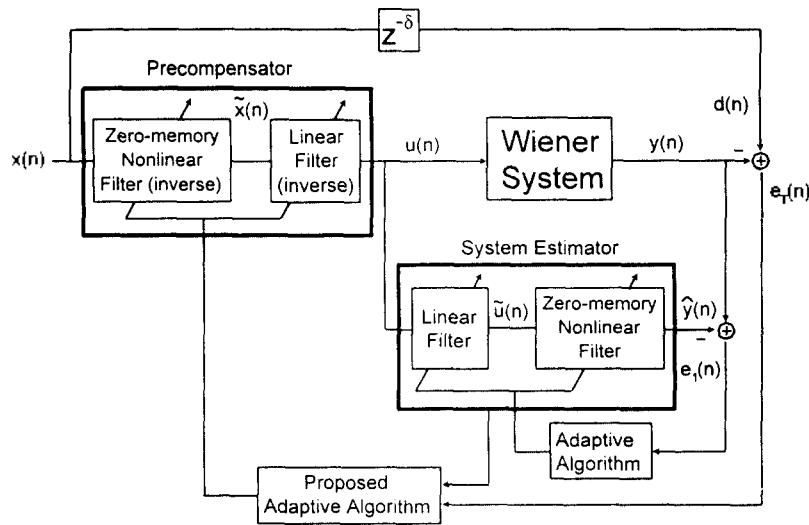 z^{-δ}
Precompensator
x̃(n)
d(n)
Zero-memory
Nonlinear
Filter (inverse)
Linear
Filter
(inverse)
x(n)
u(n)
Wiener
System
y(n)
−
+
e_T(n)
System Estimator
Linear
Filter
ũ(n)
Zero-memory
Nonlinear
Filter
ŷ(n)
−
+
e_1(n)
Adaptive
Algorithm
Proposed
Adaptive Algorithm